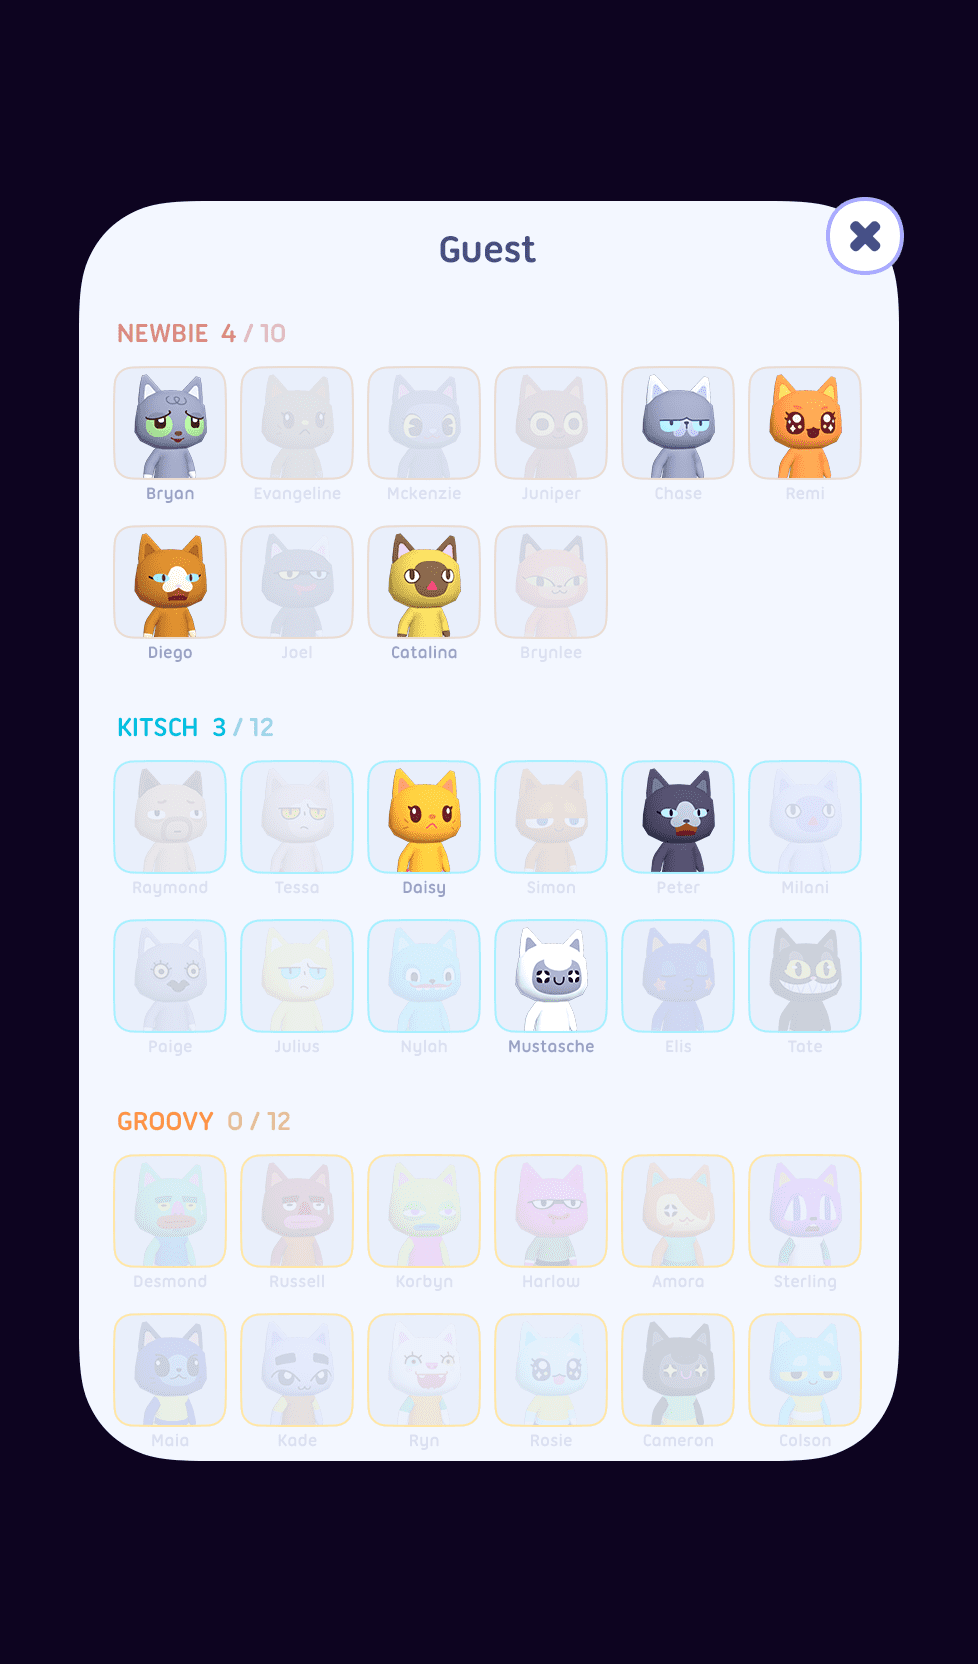 Guest
NEWBIE 4 / 10
Bryan Evangeline Mckenzie Juniper Chase Remi
Diego Joel Catalina Brynlee
KITSCH 3 / 12
Raymond Tessa Daisy Simon Peter Milani
Paige Julius Nylah Mustasche Elis Tate
GROOVY 0 / 12
Desmond Russell Korbyn Harlow Amora Sterling
Maia Kade Ryn Rosie Cameron Colson